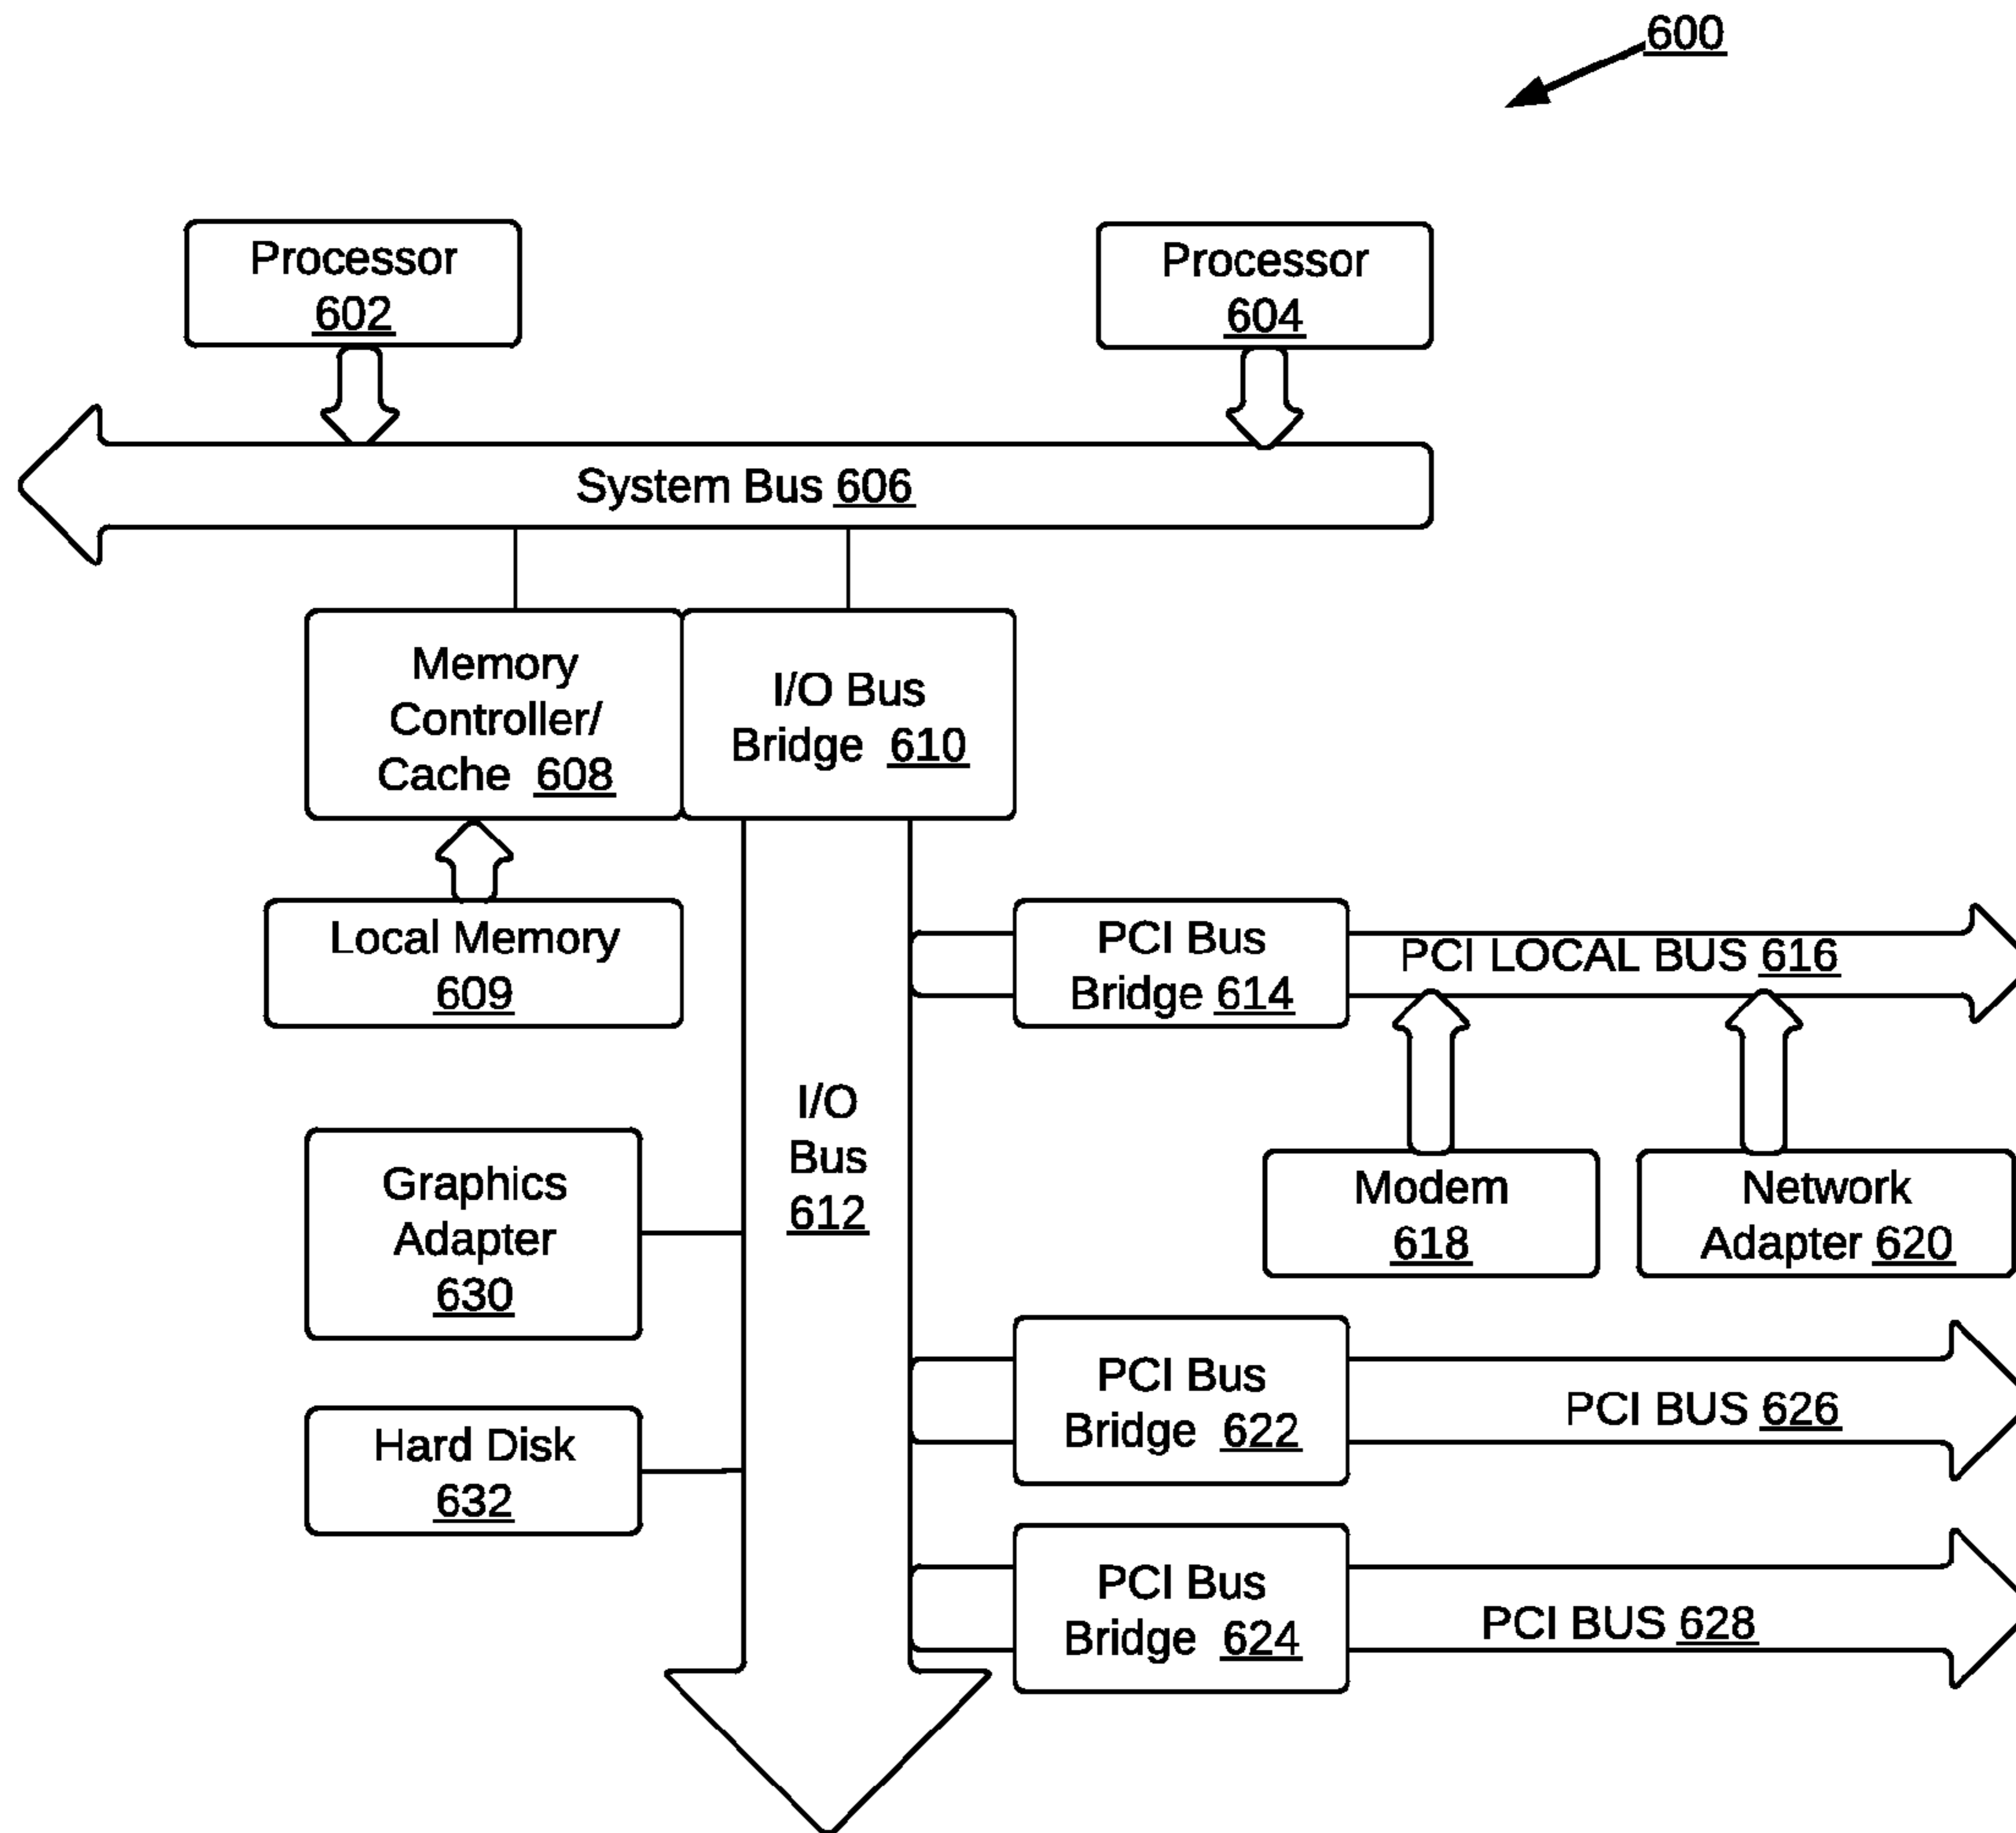 600
Processor
602
Processor
604
System Bus 606
Memory
Controller/
Cache 608
I/O Bus
Bridge 610
Local Memory
609
PCI Bus
Bridge 614
PCI LOCAL BUS 616
I/O
Bus
612
Graphics
Adapter
630
Modem
618
Network
Adapter 620
PCI Bus
Bridge 622
PCI BUS 626
Hard Disk
632
PCI Bus
Bridge 624
PCI BUS 628